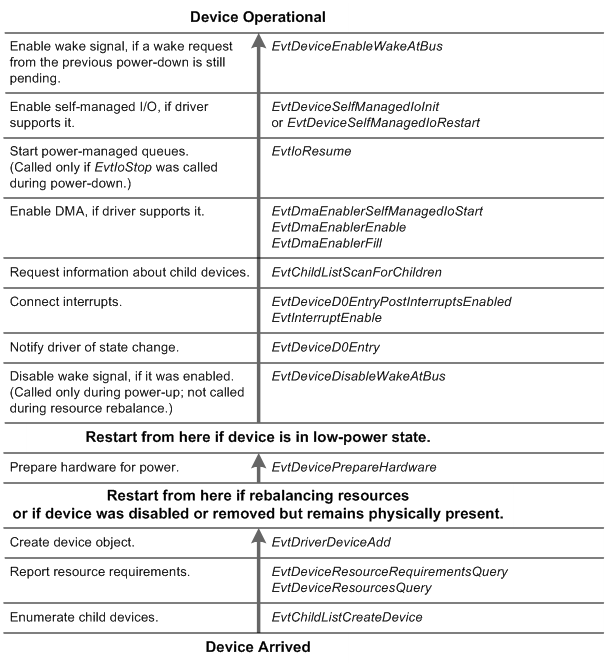 Device Operational
Enable wake signal, if a wake request
from the previous power-down is still
pending.
EvtDeviceEnableWakeAtBus
Enable self-managed I/O, if driver
supports it.
EvtDeviceSelfManagedIoInit
or EvtDeviceSelfManagedIoRestart
Start power-managed queues.
(Called only if EvtIoStop was called
during power-down.)
EvtIoResume
Enable DMA, if driver supports it.
EvtDmaEnablerSelfManagedIoStart
EvtDmaEnablerEnable
EvtDmaEnablerFill
Request information about child devices.
EvtChildListScanForChildren
Connect interrupts.
EvtDeviceD0EntryPostInterruptsEnabled
EvtInterruptEnable
Notify driver of state change.
EvtDeviceD0Entry
Disable wake signal, if it was enabled.
(Called only during power-up; not called
during resource rebalance.)
EvtDeviceDisableWakeAtBus
Restart from here if device is in low-power state.
Prepare hardware for power.
EvtDevicePrepareHardware
Restart from here if rebalancing resources
or if device was disabled or removed but remains physically present.
Create device object.
EvtDriverDeviceAdd
Report resource requirements.
EvtDeviceResourceRequirementsQuery
EvtDeviceResourcesQuery
Enumerate child devices.
EvtChildListCreateDevice
Device Arrived